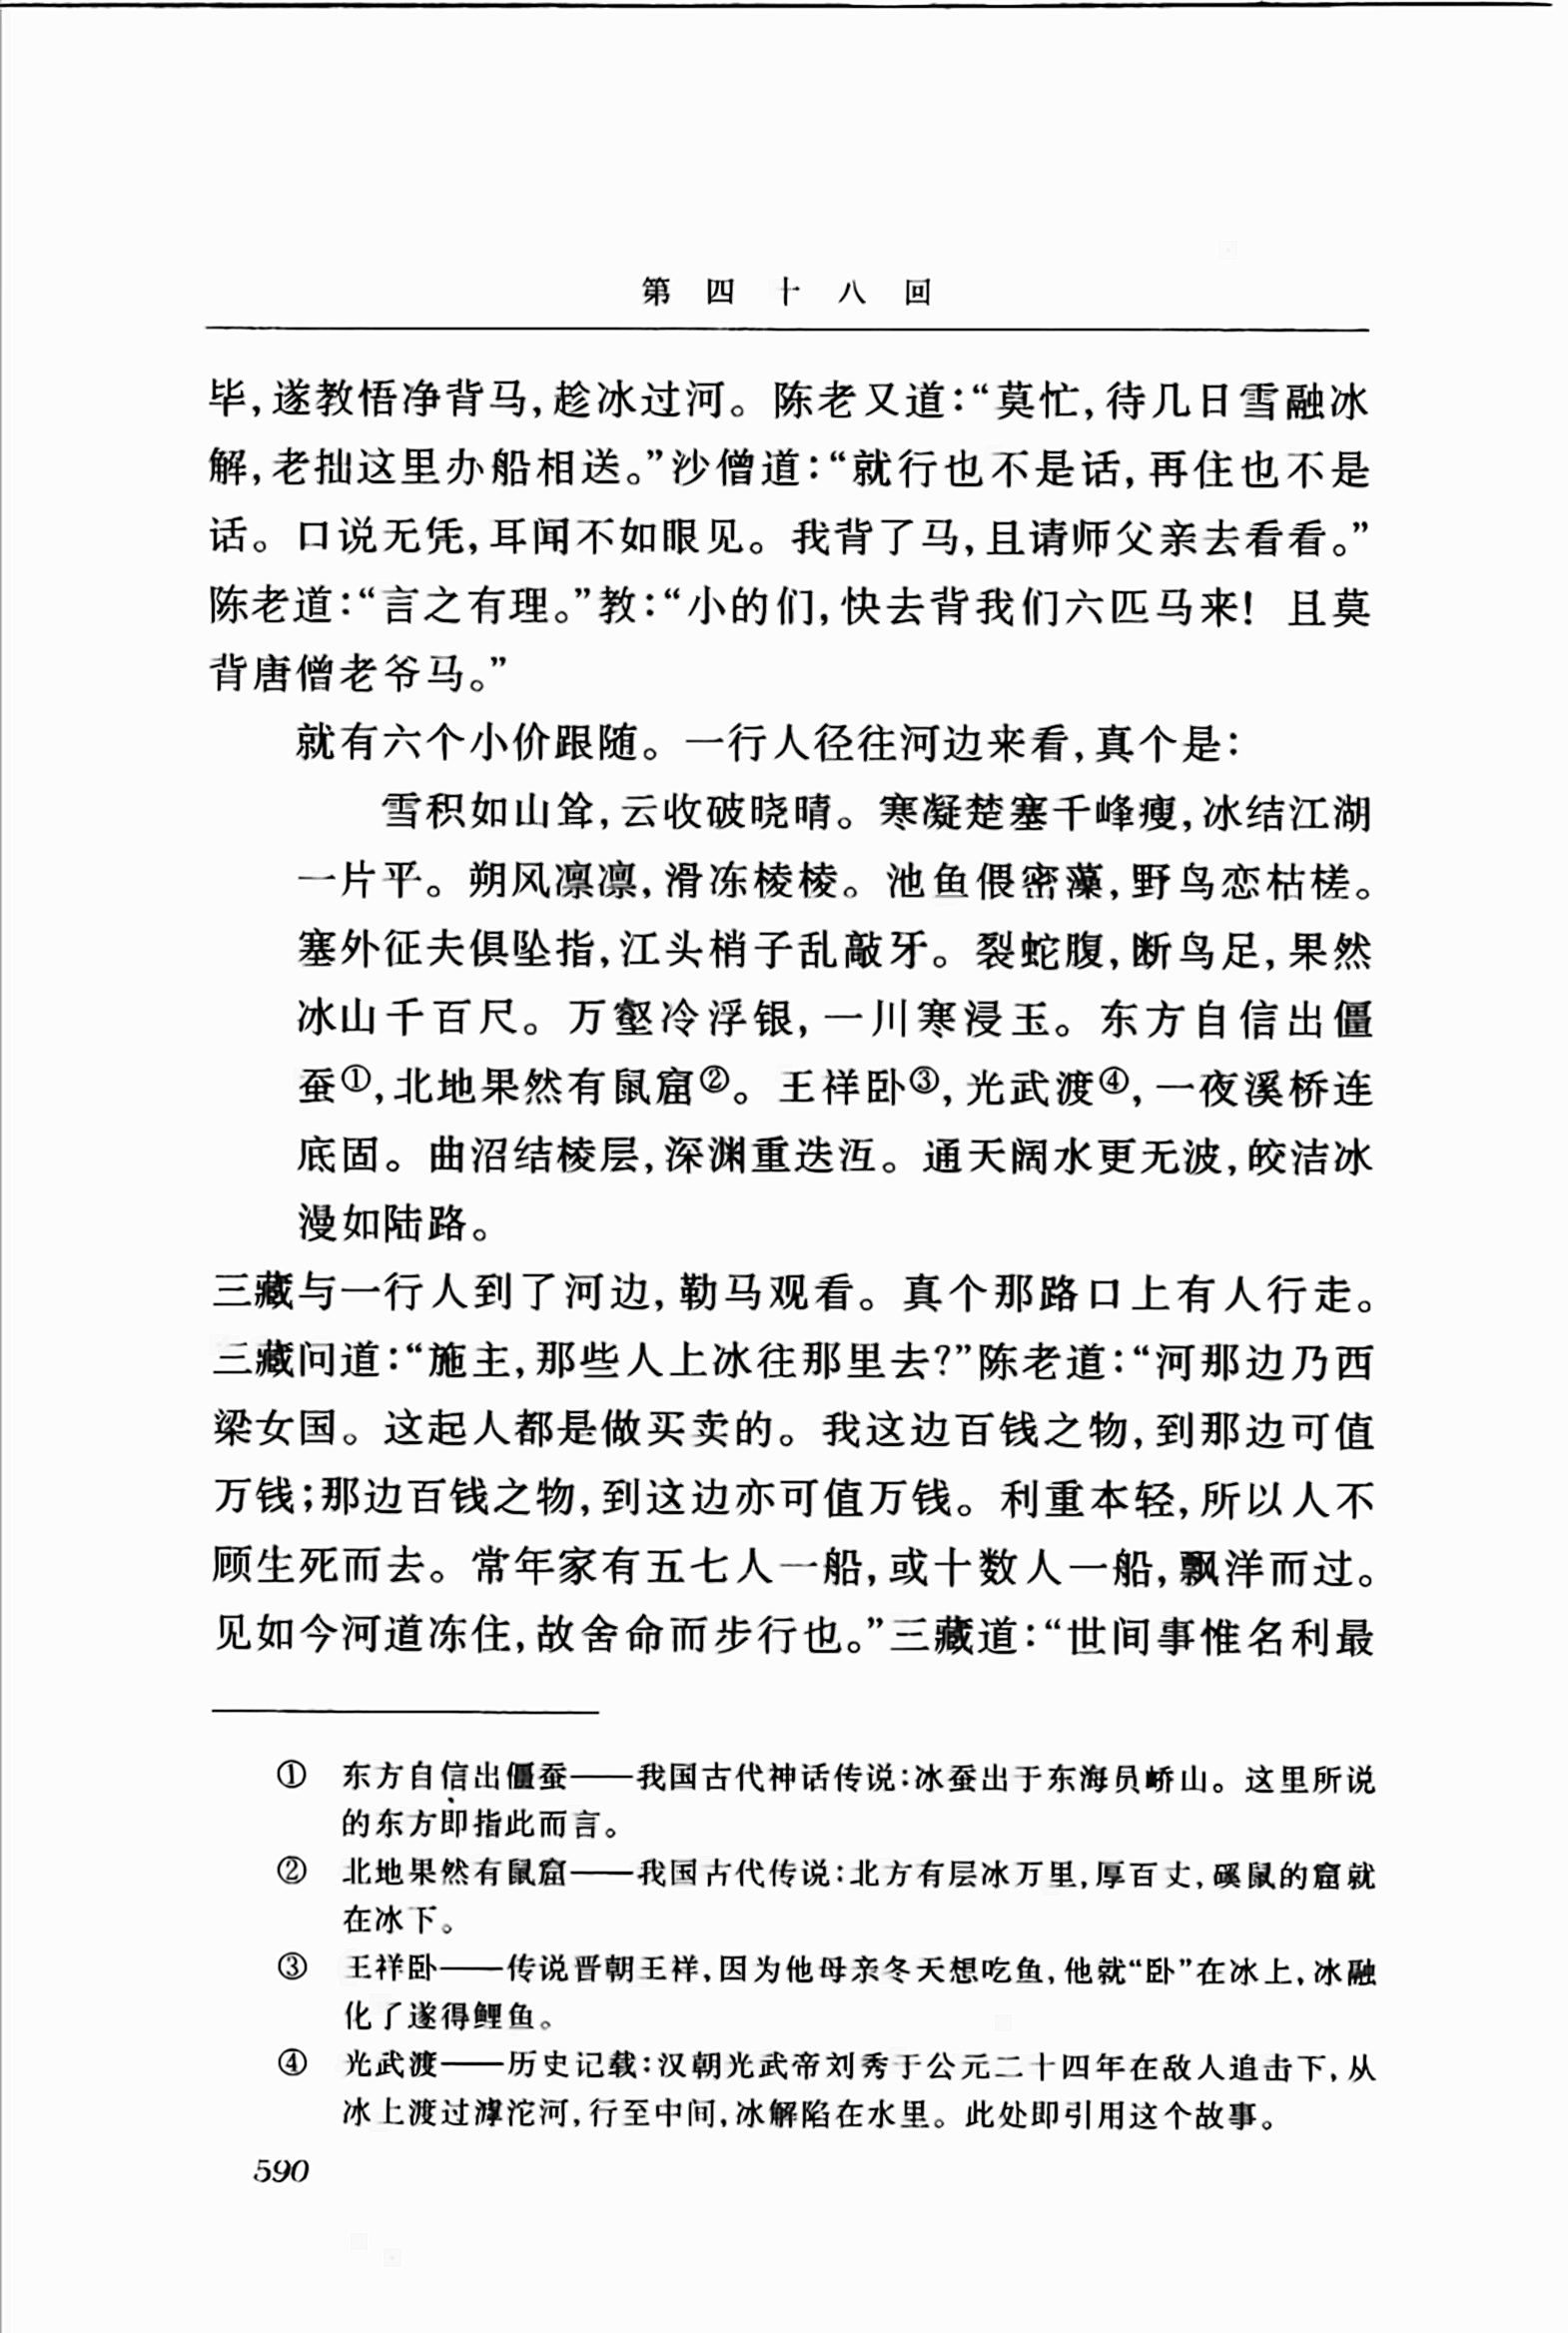 第四十八回
毕,遂教悟净背马,趁冰过河。陈老又道:“莫忙,待几日雪融冰
解,老拙这里办船相送。”沙僧道:“就行也不是话,再住也不是
话。口说无凭,耳闻不如眼见。我背了马,且请师父亲去看看。”
陈老道:“言之有理。”教:“小的们,快去背我们六匹马来! 且莫
背唐僧老爷马。”
就有六个小价跟随。一行人径往河边来看,真个是:
雪积如山耸,云收破晓晴。寒凝楚塞千峰瘦,冰结江湖
一片平。朔风凛凛,滑冻棱棱。池鱼偎密藻,野鸟恋枯槎。
塞外征夫俱坠指,江头梢子乱敲牙。裂蛇腹,断鸟足,果然
冰山千百尺。万壑冷浮银,一川寒浸玉。东方自信出僵
蚕①,北地果然有鼠窟②。王祥卧③,光武渡④,一夜溪桥连
底固。曲沼结棱层,深渊重迭沍。通天阔水更无波,皎洁冰
漫如陆路。
三藏与一行人到了河边,勒马观看。真个那路口上有人行走。
三藏问道:“施主,那些人上冰往那里去?”陈老道:“河那边乃西
梁女国。这起人都是做买卖的。我这边百钱之物,到那边可值
万钱;那边百钱之物,到这边亦可值万钱。利重本轻,所以人不
顾生死而去。常年家有五七人一船,或十数人一船,飘洋而过。
见如今河道冻住,故舍命而步行也。”三藏道:“世间事惟名利最
① 东方自信出僵蚕——我国古代神话传说:冰蚕出于东海员峤山。这里所说
的东方即指此而言。
② 北地果然有鼠窟——我国古代传说:北方有层冰万里,厚百丈,磎鼠的窟就
在冰下。
③ 王祥卧——传说晋朝王祥,因为他母亲冬天想吃鱼,他就“卧”在冰上,冰融
化了遂得鲤鱼。
④ 光武渡——历史记载:汉朝光武帝刘秀于公元二十四年在敌人追击下,从
冰上渡过滹沱河,行至中间,冰解陷在水里。此处即引用这个故事。
590